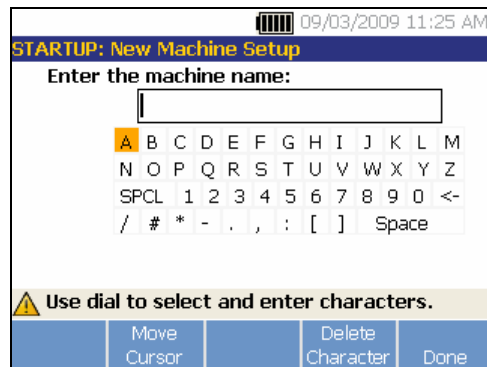 09/03/2009 11:25 AM
STARTUP: New Machine Setup
Enter the machine name:
A B C D E F G H I J K L M
N O P Q R S T U V W X Y Z
SPCL 1 2 3 4 5 6 7 8 9 0 <-
/ # * - . , : [ ] Space
Use dial to select and enter characters.
Move Cursor
Delete Character
Done